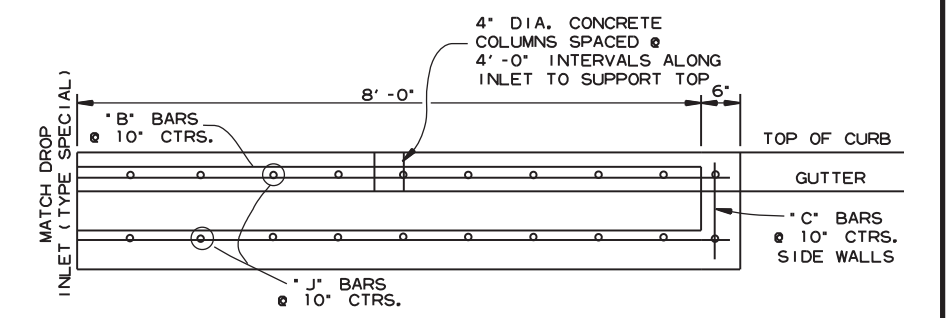 4" DIA. CONCRETE
COLUMNS SPACED @
4'-0" INTERVALS ALONG
INLET TO SUPPORT TOP
8'-0"
6"
"B" BARS
@ 10" CTRS.
MATCH DROP
INLET (TYPE SPECIAL)
TOP OF CURB
GUTTER
"C" BARS
@ 10" CTRS.
SIDE WALLS
"J" BARS
@ 10" CTRS.